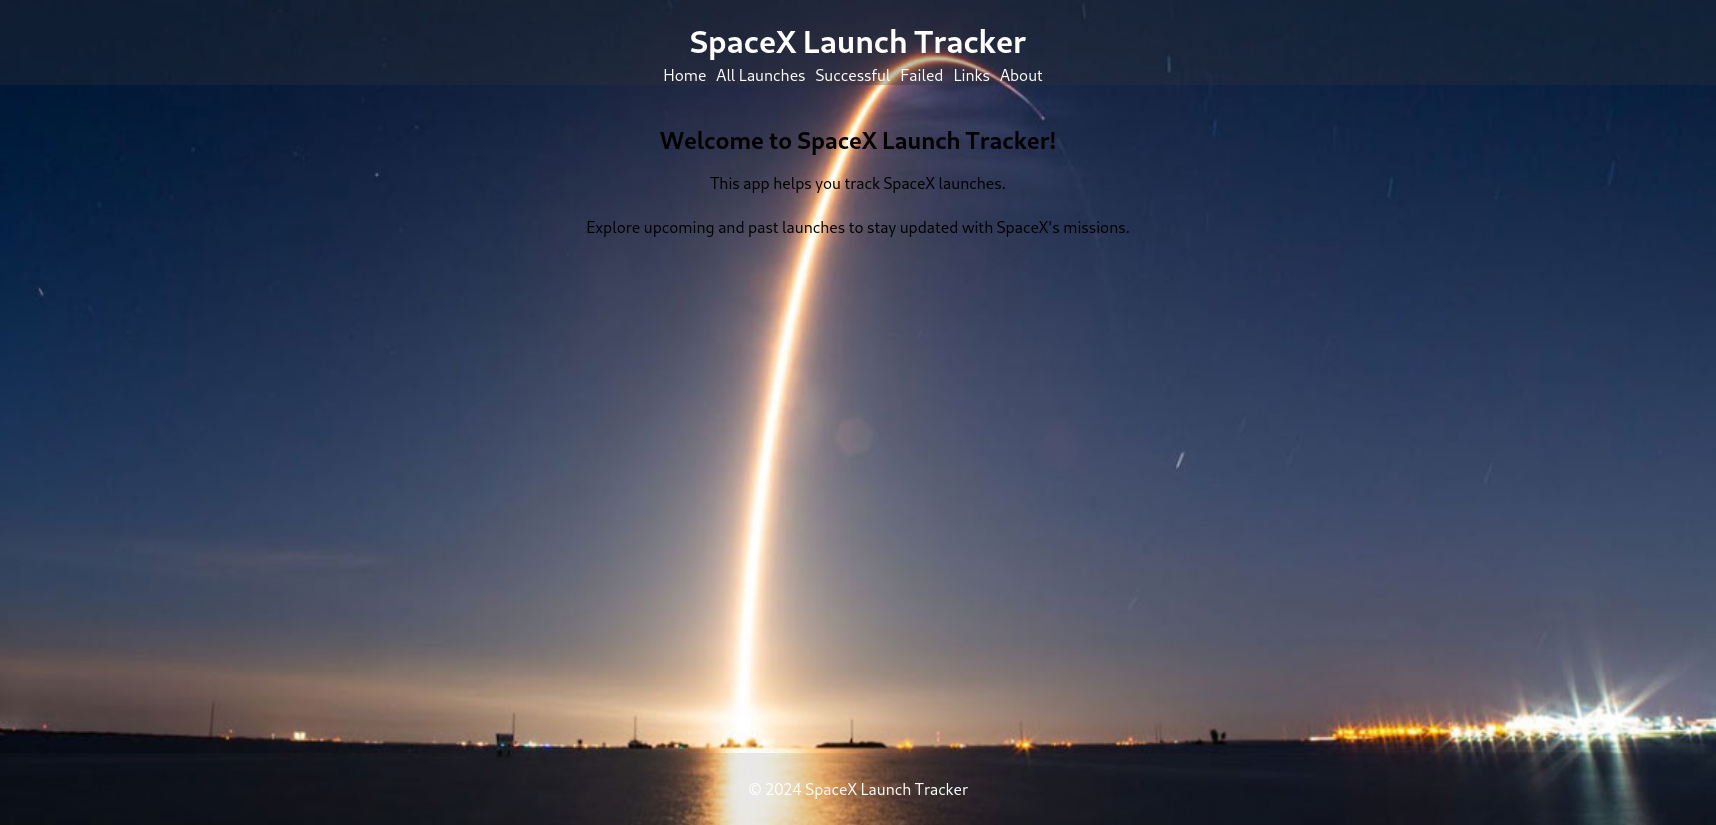 SpaceX Launch Tracker
Home All Launches Successful Failed Links About
Welcome to SpaceX Launch Tracker!
This app helps you track SpaceX launches.
Explore upcoming and past launches to stay updated with SpaceX's missions.
© 2024 SpaceX Launch Tracker